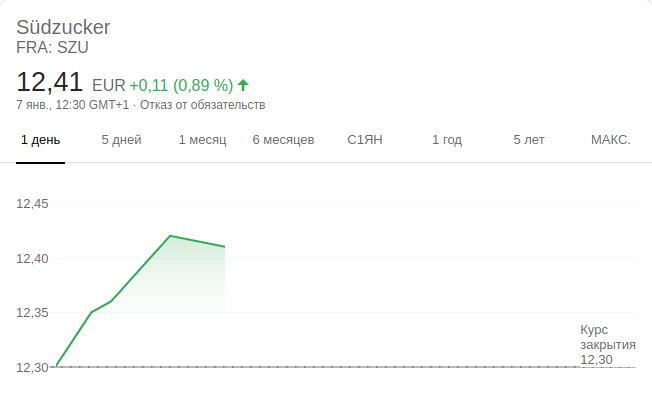 Südzucker
FRA: SZU
12,41 EUR +0,11 (0,89 %)
7 янв., 12:30 GMT+1 · Отказ от обязательств
1 день 5 дней 1 месяц 6 месяцев С1ЯН 1 год 5 лет МАКС.
12,45
12,40
12,35
12,30
Курс
закрытия
12,30